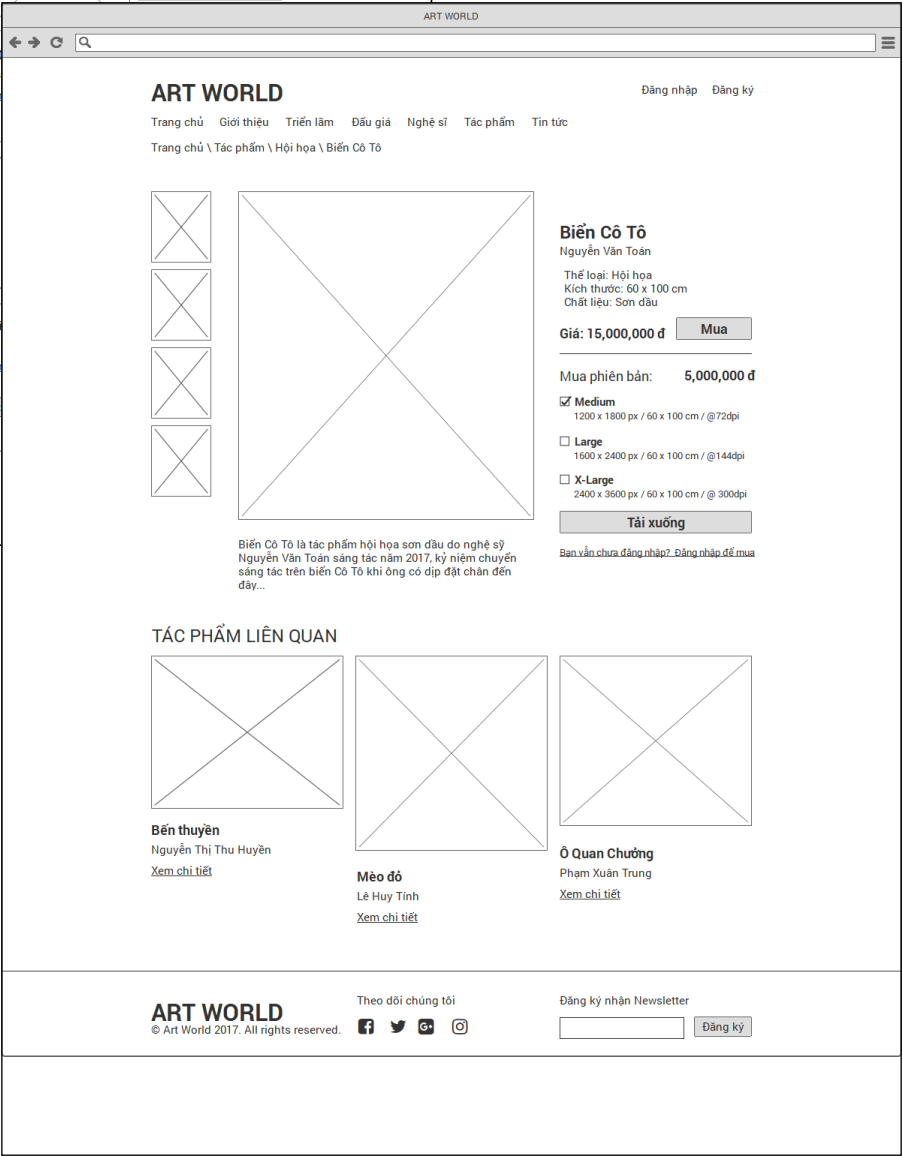 ART WORLD
ART WORLD
Đăng nhập Đăng ký
Trang chủ Giới thiệu Triển lãm Đấu giá Nghệ sĩ Tác phẩm Tin tức
Trang chủ \ Tác phẩm \ Hội họa \ Biển Cô Tô
Biển Cô Tô
Nguyễn Văn Toán
Thể loại: Hội họa
Kích thước: 60 x 100 cm
Chất liệu: Sơn dầu
Giá: 15,000,000 đ
Mua
Mua phiên bản: 5,000,000 đ
Medium
1200 x 1800 px / 60 x 100 cm / @72dpi
Large
1600 x 2400 px / 60 x 100 cm / @144dpi
X-Large
2400 x 3600 px / 60 x 100 cm / @ 300dpi
Tải xuống
Bạn vẫn chưa đăng nhập? Đăng nhập để mua
Biển Cô Tô là tác phẩm hội họa sơn dầu do nghệ sỹ
Nguyễn Văn Toán sáng tác năm 2017, kỷ niệm chuyến
sáng tác trên biển Cô Tô khi ông có dịp đặt chân đến
đây...
TÁC PHẨM LIÊN QUAN
Bến thuyền
Nguyễn Thị Thu Huyền
Xem chi tiết
Mèo đỏ
Lê Huy Tính
Xem chi tiết
Ô Quan Chưởng
Phạm Xuân Trung
Xem chi tiết
ART WORLD
© Art World 2017. All rights reserved.
Theo dõi chúng tôi
Đăng ký nhận Newsletter
Đăng ký